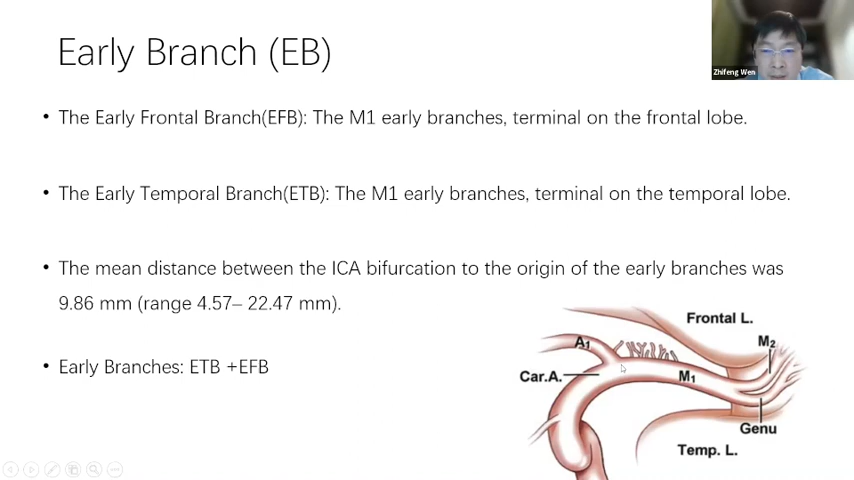 Early Branch (EB)
Zhifeng Wen
• The Early Frontal Branch(EFB): The M1 early branches, terminal on the frontal lobe.
• The Early Temporal Branch(ETB): The M1 early branches, terminal on the temporal lobe.
• The mean distance between the ICA bifurcation to the origin of the early branches was
9.86 mm (range 4.57– 22.47 mm).
• Early Branches: ETB +EFB
Frontal L.
A1
M2
Car.A.
M1
Genu
Temp. L.